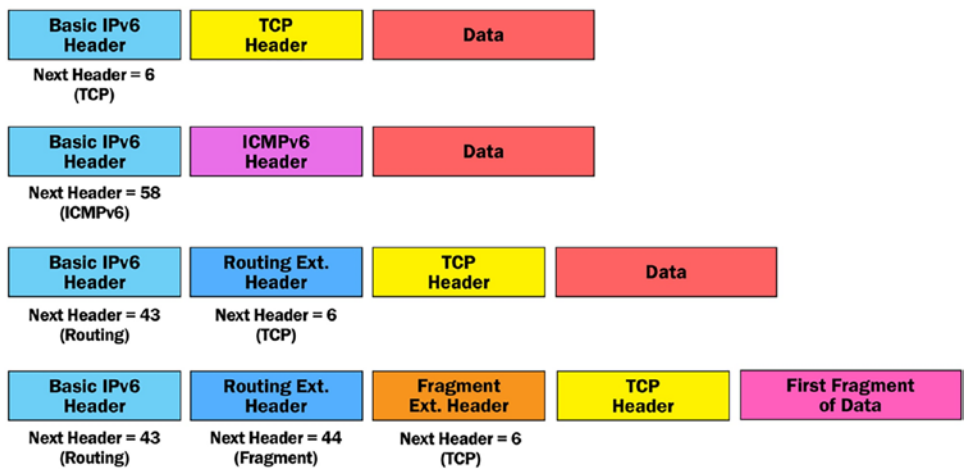 Basic IPv6
Header
TCP
Header
Data
Next Header = 6
(TCP)
Basic IPv6
Header
ICMPv6
Header
Data
Next Header = 58
(ICMPv6)
Basic IPv6
Header
Routing Ext.
Header
TCP
Header
Data
Next Header = 43
(Routing)
Next Header = 6
(TCP)
Basic IPv6
Header
Routing Ext.
Header
Fragment
Ext. Header
TCP
Header
First Fragment
of Data
Next Header = 43
(Routing)
Next Header = 44
(Fragment)
Next Header = 6
(TCP)